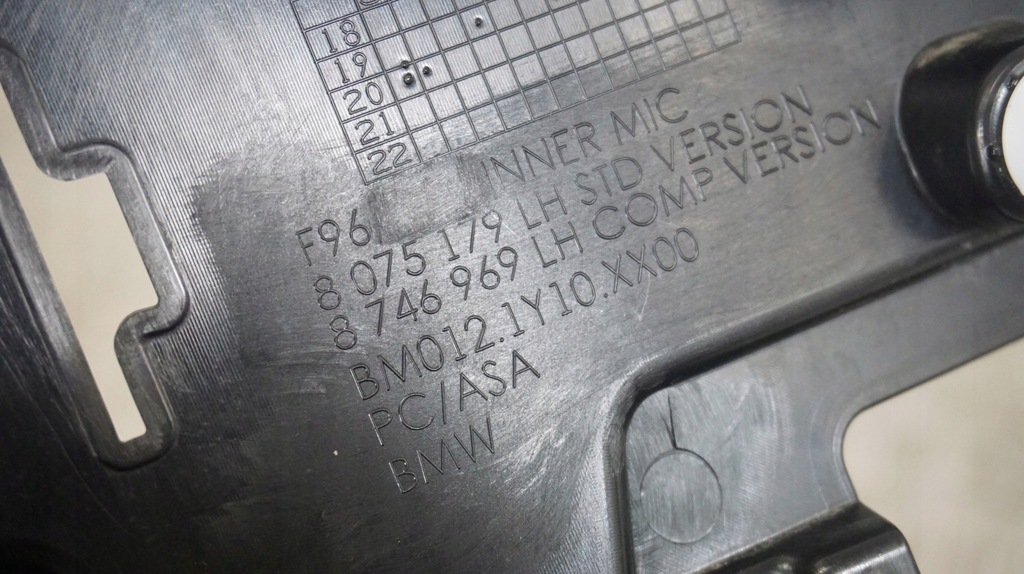 18
19
20
21
22
F96 INNER MIC
8 075 179 LH STD VERSION
8 746 969 LH COMP VERSION
BM012.1Y10.XX00
PC/ASA
BMW